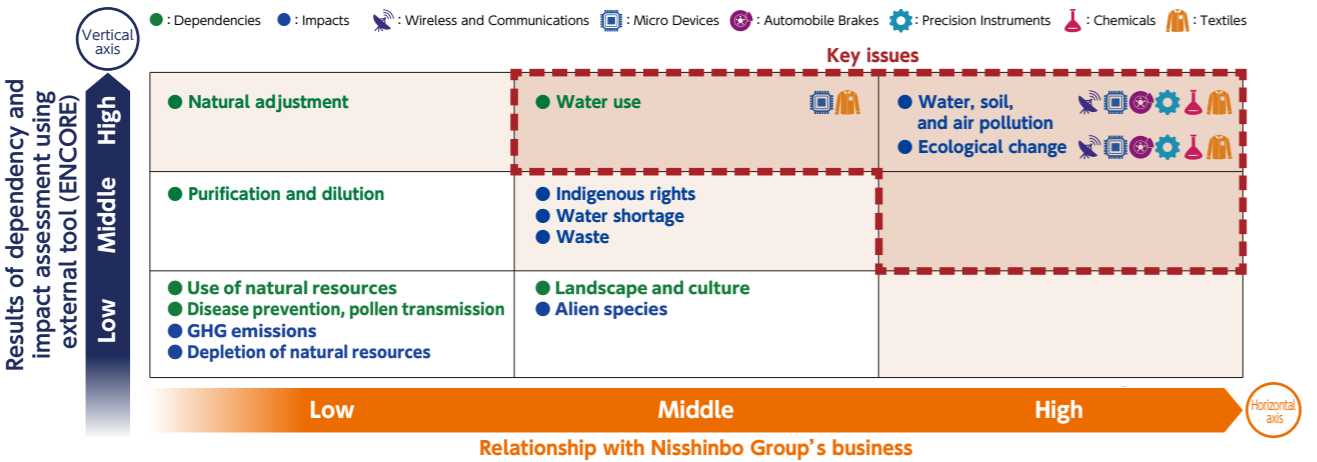 Vertical
axis
● : Dependencies ● : Impacts : Wireless and Communications : Micro Devices : Automobile Brakes : Precision Instruments : Chemicals : Textiles
Key issues
Results of dependency and
impact assessment using
external tool (ENCORE)
High
Middle
Low
● Natural adjustment
● Water use
● Water, soil,
and air pollution
● Ecological change
● Purification and dilution
● Indigenous rights
● Water shortage
● Waste
● Use of natural resources
● Disease prevention, pollen transmission
● GHG emissions
● Depletion of natural resources
● Landscape and culture
● Alien species
Low
Middle
High
Horizontal
axis
Relationship with Nisshinbo Group's business